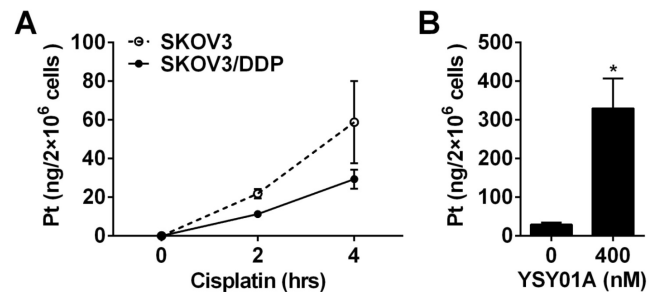 A
Pt (ng/2×10⁶ cells)
100
80
60
40
20
0
SKOV3
SKOV3/DDP
0 2 4
Cisplatin (hrs)
B
Pt (ng/2×10⁶ cells)
500
400
300
200
100
0
*
0 400
YSY01A (nM)